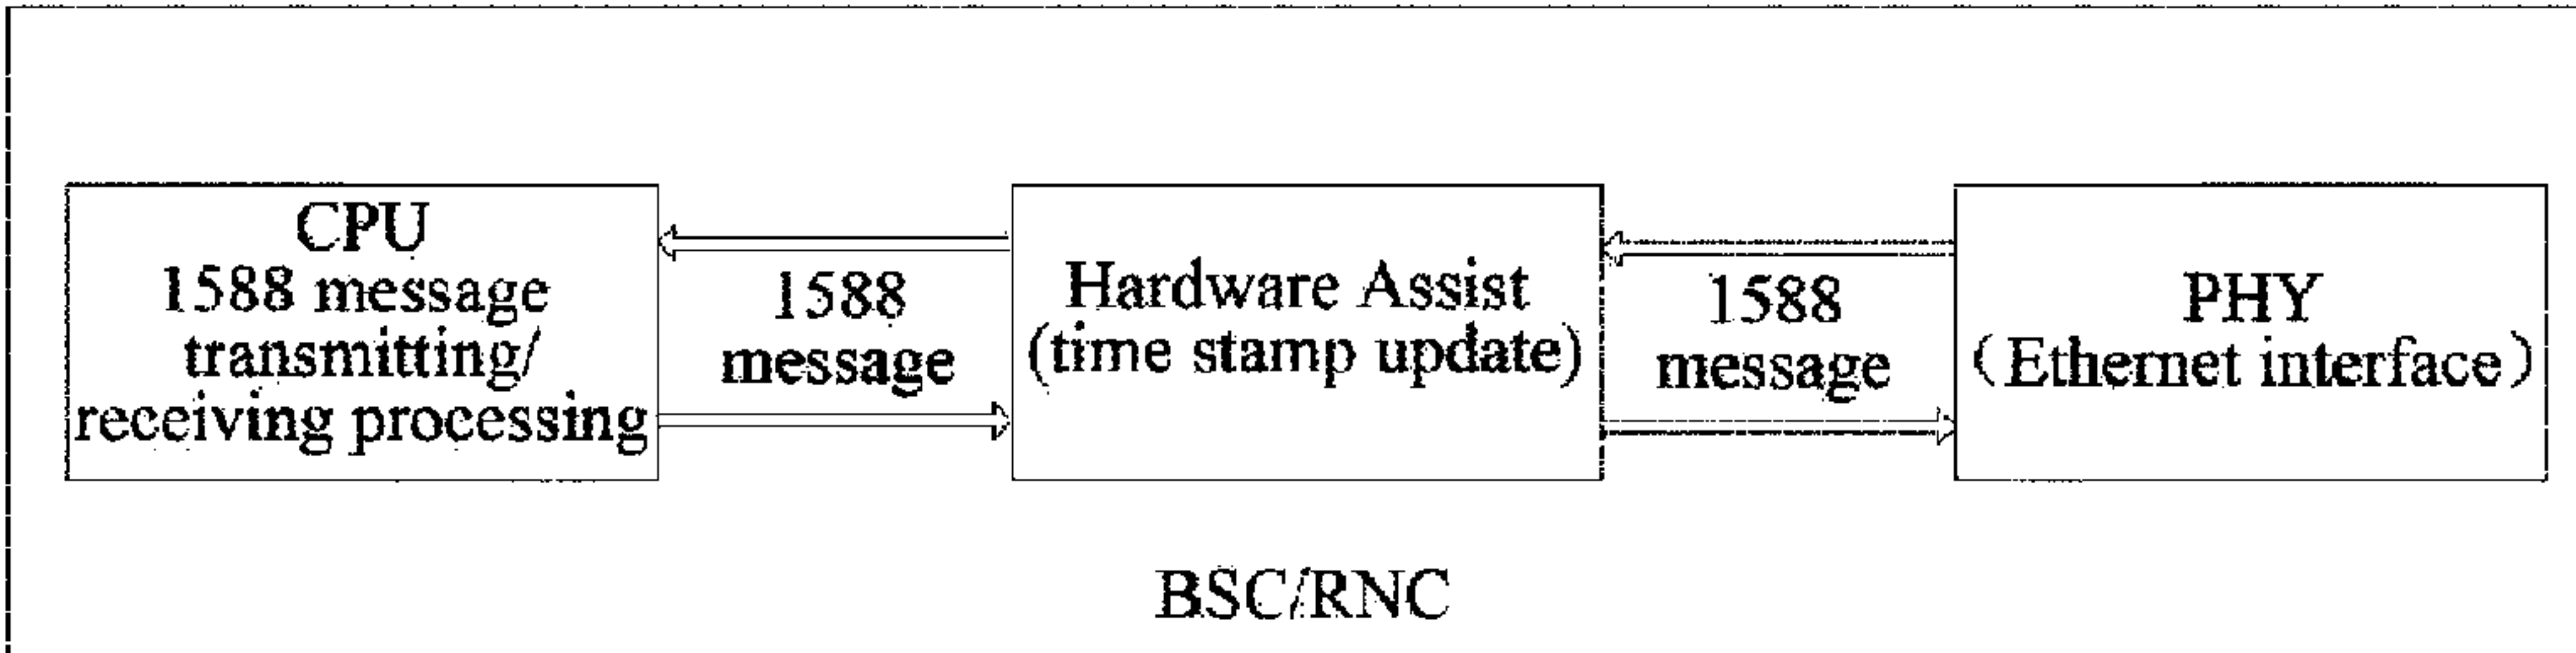 CPU
1588 message
transmitting/
receiving processing
1588
message
Hardware Assist
(time stamp update)
1588
message
PHY
(Ethernet interface)
BSC/RNC